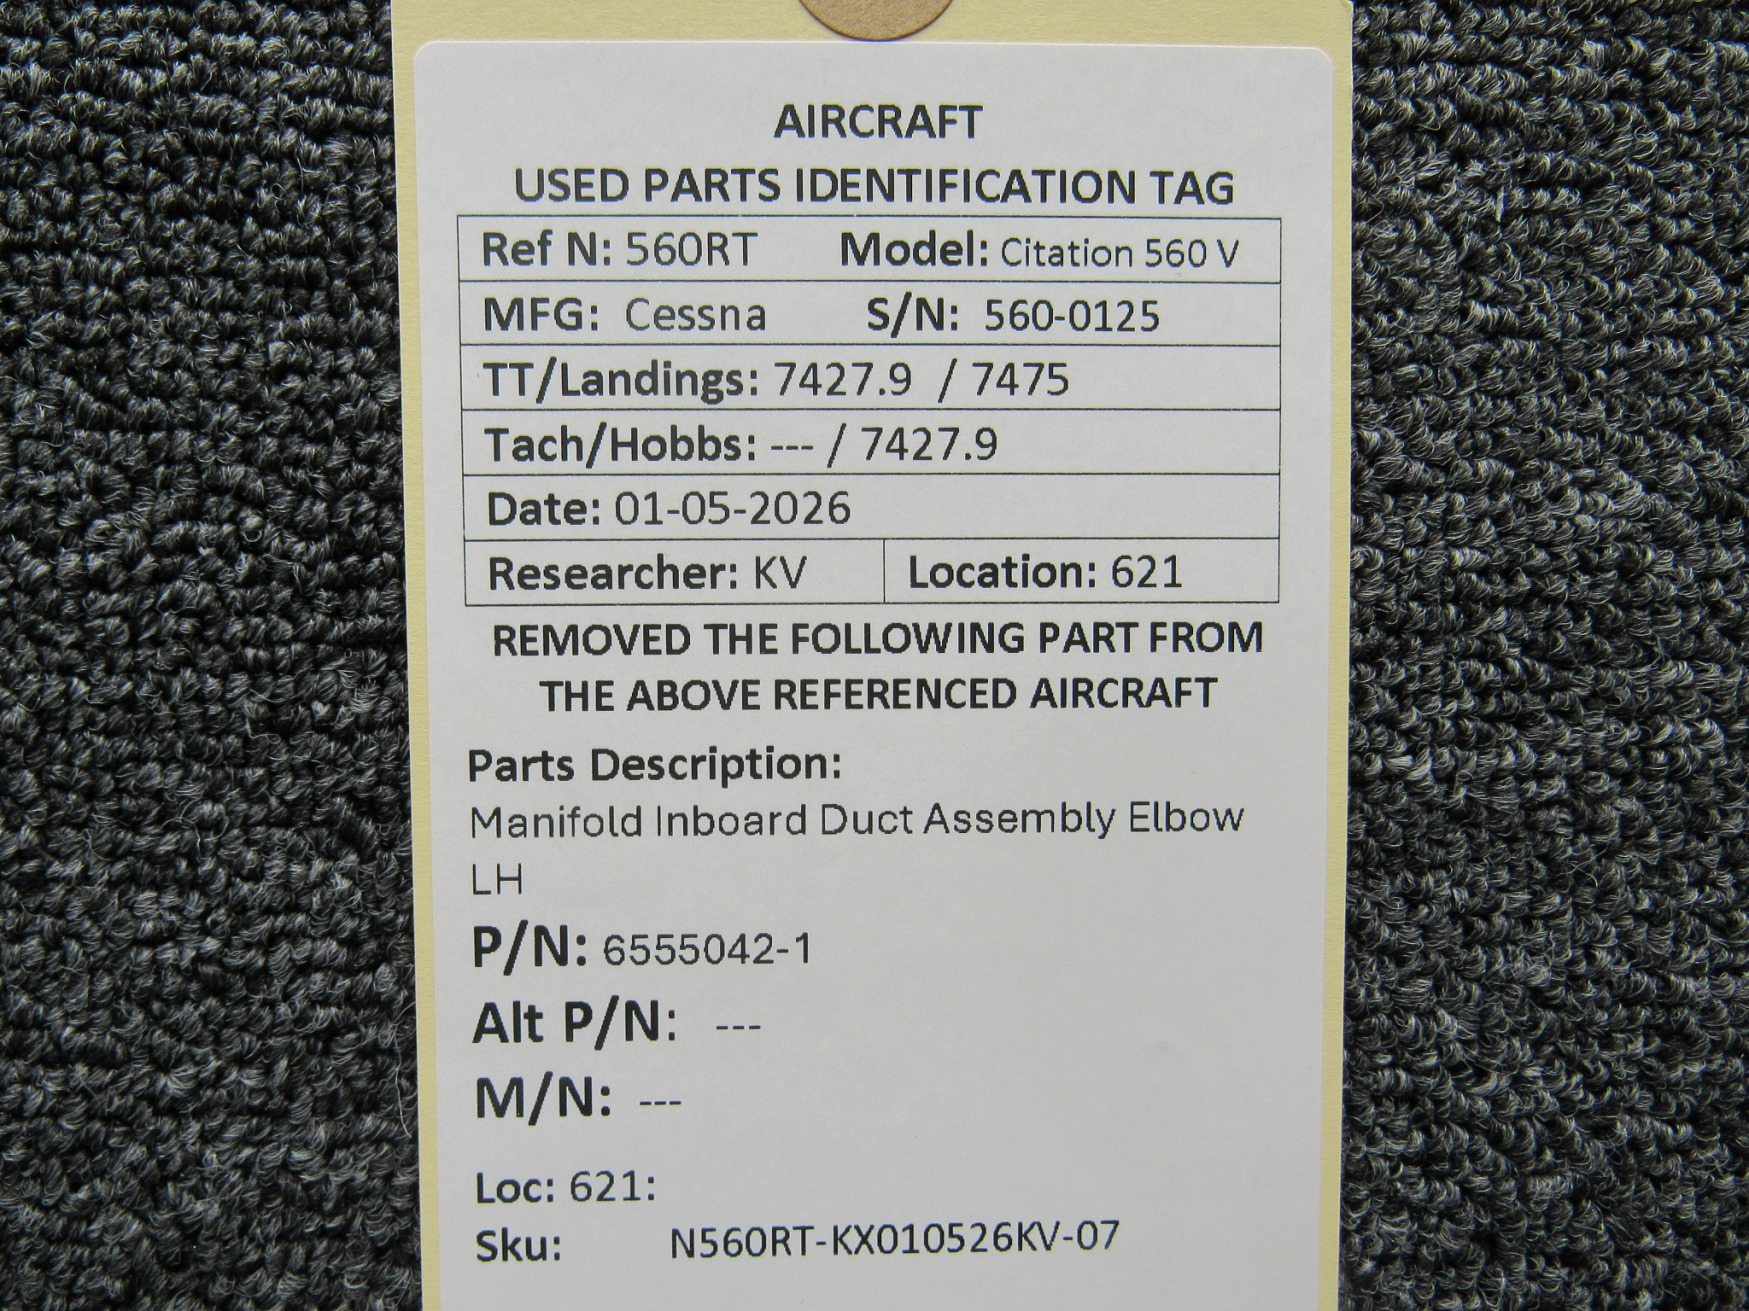 AIRCRAFT
USED PARTS IDENTIFICATION TAG
Ref N: 560RT Model: Citation 560 V
MFG: Cessna S/N: 560-0125
TT/Landings: 7427.9 / 7475
Tach/Hobbs: --- / 7427.9
Date: 01-05-2026
Researcher: KV Location: 621
REMOVED THE FOLLOWING PART FROM
THE ABOVE REFERENCED AIRCRAFT
Parts Description:
Manifold Inboard Duct Assembly Elbow
LH
P/N: 6555042-1
Alt P/N: ---
M/N: ---
Loc: 621:
Sku: N560RT-KX010526KV-07